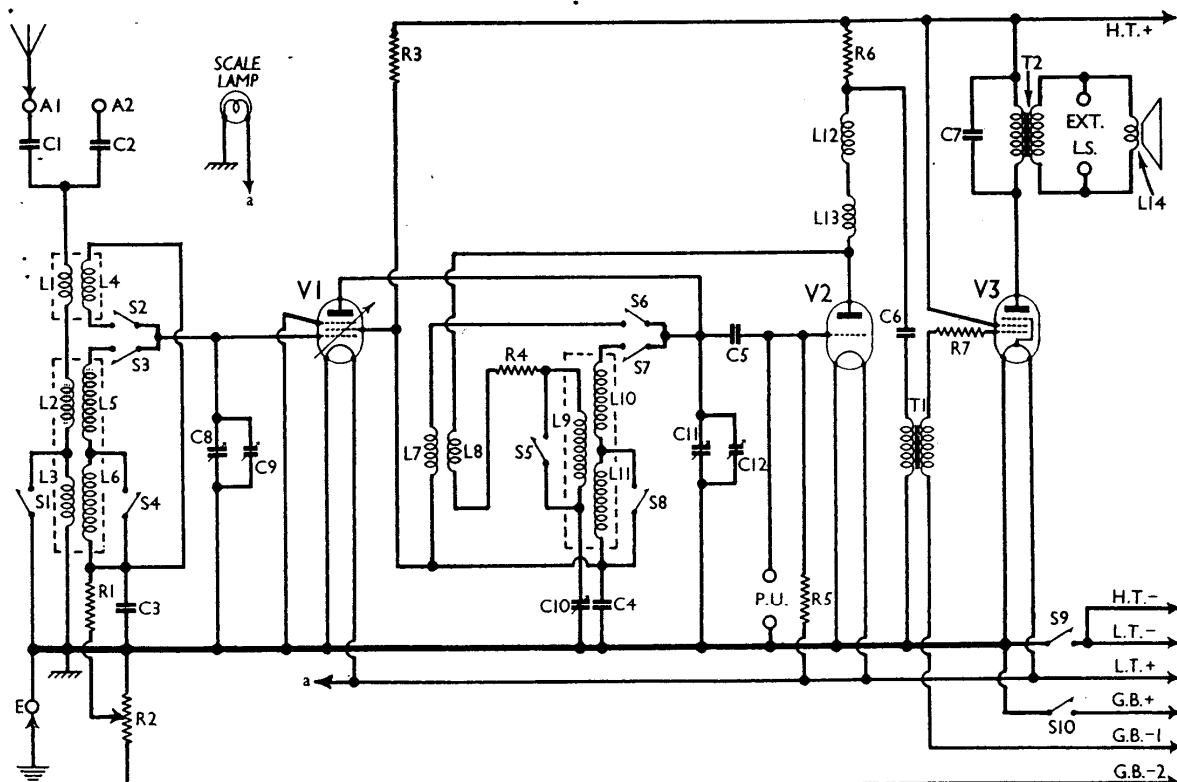 H.T.+
R3
R6
T2
SCALE
LAMP
A1
A2
C1
C2
C7
EXT.
L.S.
L14
a
L12
L13
L1
L4
V1
V2
V3
S2
S3
S6
S7
C5
C6
R7
R4
L2
L5
L9
L10
T1
C8
C9
L7
L8
S5
C11
C12
L3
L6
S1
S4
L11
S8
R1
C3
C10
C4
P.U.
R5
H.T.-
S9
L.T.-
a
L.T.+
E
R2
G.B.+
S10
G.B.-1
G.B.-2